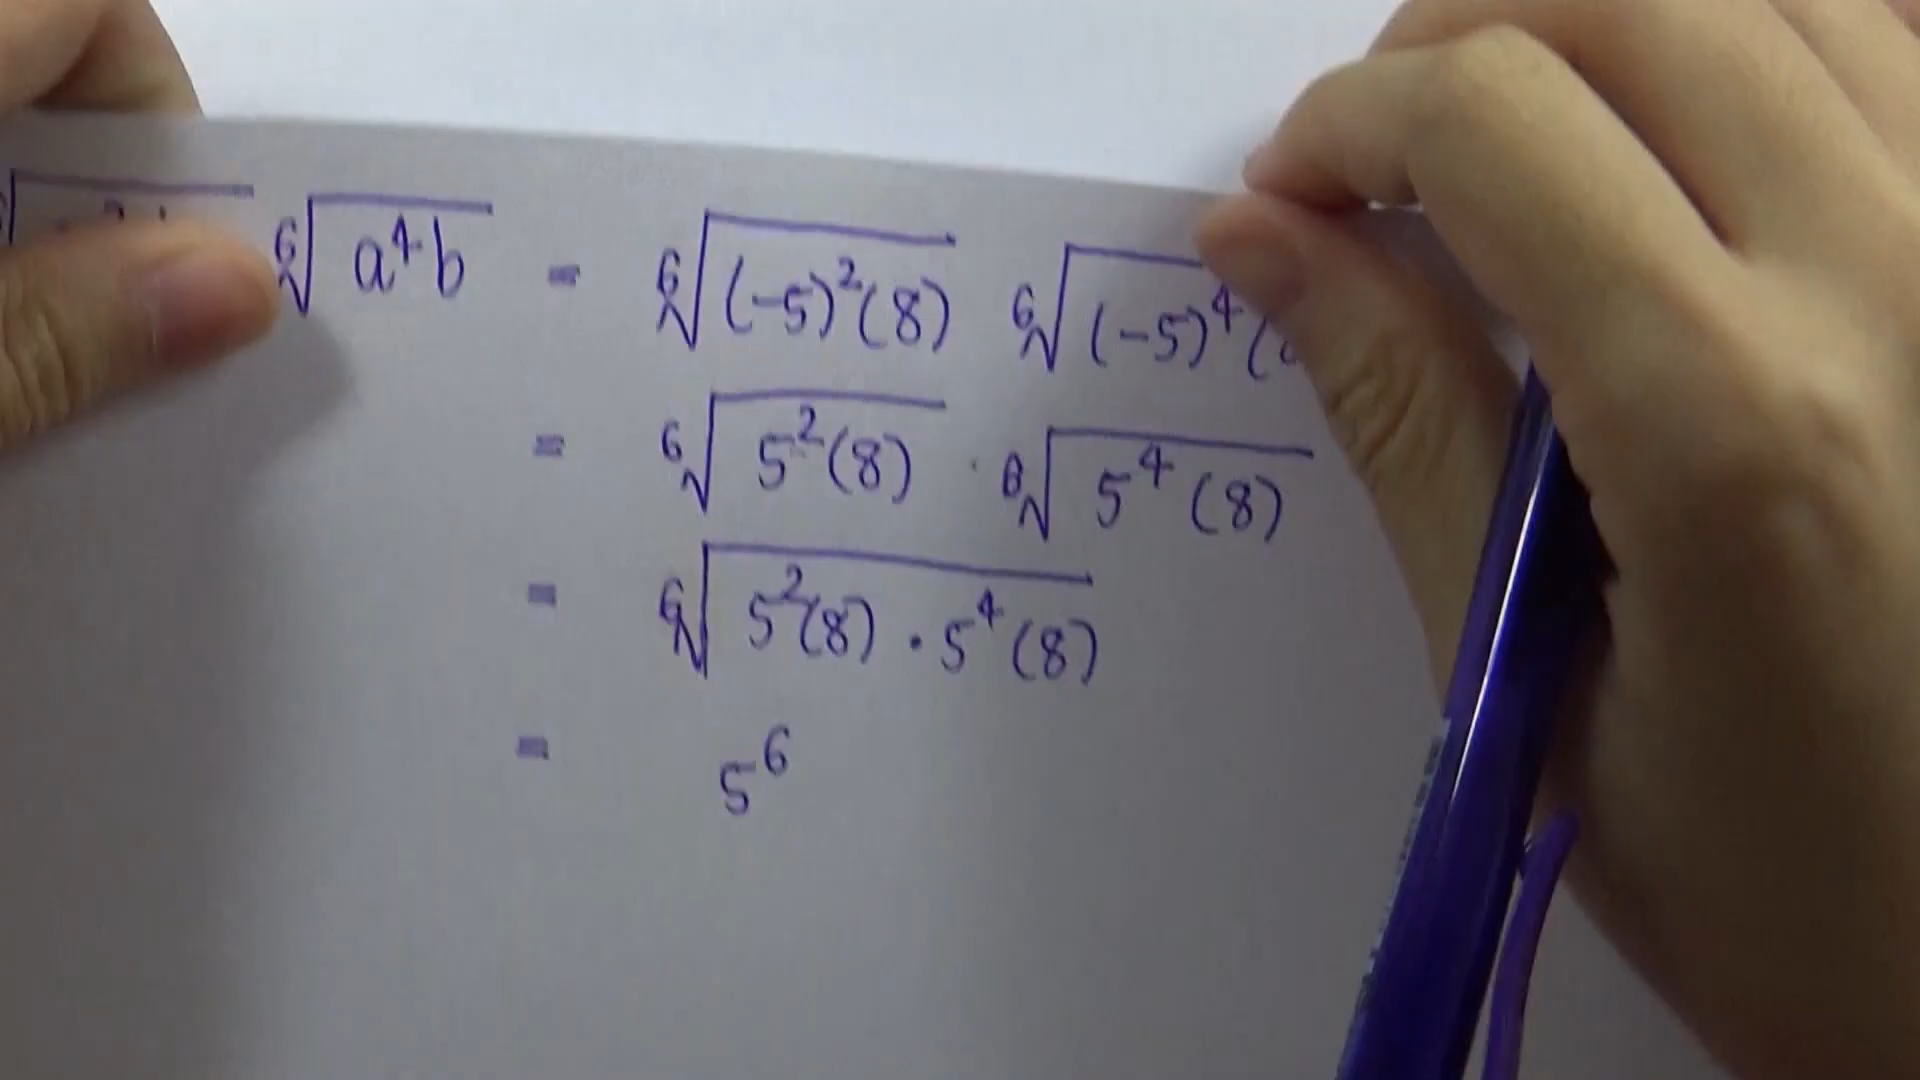 ⁶√(a⁴b) = ⁶√((-5)²(8)) ⁶√((-5)⁴(
= ⁶√(5²(8)) · ⁶√(5⁴(8))
= ⁶√(5²(8) · 5⁴(8))
= 5⁶